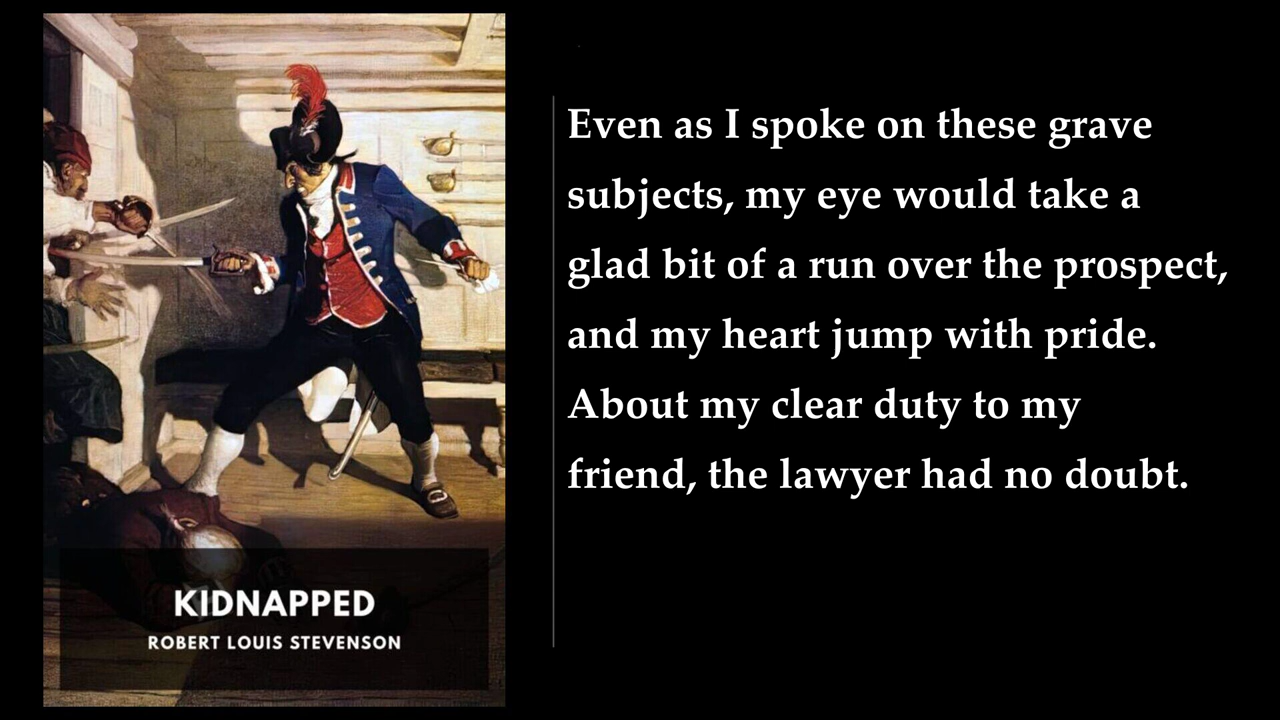 Even as I spoke on these grave
subjects, my eye would take a
glad bit of a run over the prospect,
and my heart jump with pride.
About my clear duty to my
friend, the lawyer had no doubt.
KIDNAPPED
ROBERT LOUIS STEVENSON